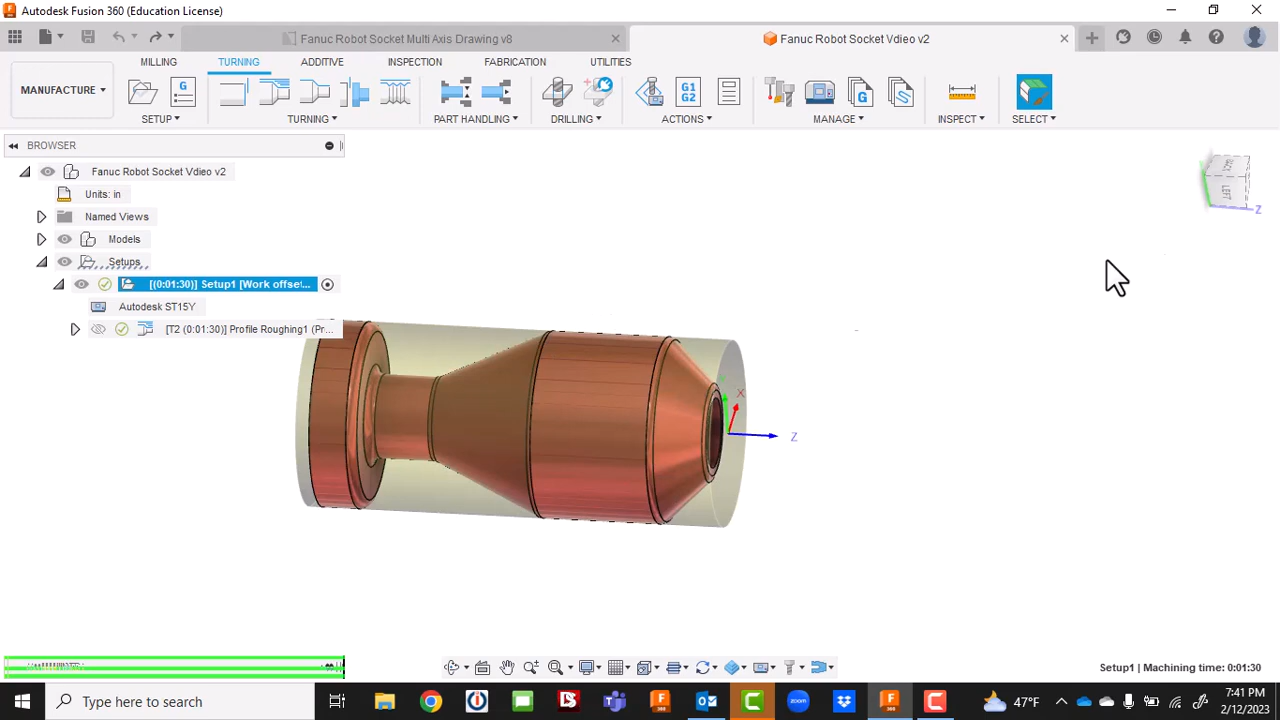 Autodesk Fusion 360 (Education License)
Fanuc Robot Socket Multi Axis Drawing v8
Fanuc Robot Socket Vdieo v2
MILLING
TURNING
ADDITIVE
INSPECTION
FABRICATION
UTILITIES
MANUFACTURE
G
G1
G2
G
SETUP
TURNING
PART HANDLING
DRILLING
ACTIONS
MANAGE
INSPECT
SELECT
BROWSER
Fanuc Robot Socket Vdieo v2
Units: in
Named Views
Models
Setups
[(0:01:30)] Setup1 [Work offset...
Autodesk ST15Y
[T2 (0:01:30)] Profile Roughing1 (Pr...
BACK
LEFT
Z
X
Z
Setup1 | Machining time: 0:01:30
Type here to search
47°F
:41 PM
2/12/2023